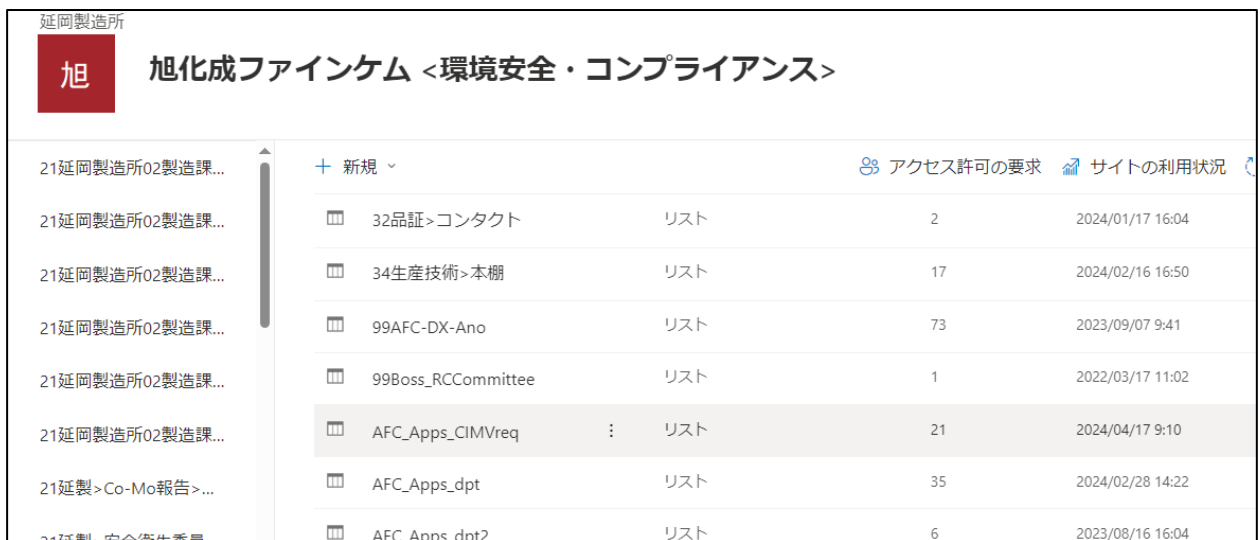 延岡製造所
旭
旭化成ファインケム <環境安全・コンプライアンス>
21延岡製造所02製造課...
21延岡製造所02製造課...
21延岡製造所02製造課...
21延岡製造所02製造課...
21延岡製造所02製造課...
21延岡製造所02製造課...
21延製>Co-Mo報告>...
+ 新規
アクセス許可の要求 サイトの利用状況
32品証>コンタクト リスト 2 2024/01/17 16:04
34生産技術>本棚 リスト 17 2024/02/16 16:50
99AFC-DX-Ano リスト 73 2023/09/07 9:41
99Boss_RCCommittee リスト 1 2022/03/17 11:02
AFC_Apps_CIMVreq リスト 21 2024/04/17 9:10
AFC_Apps_dpt リスト 35 2024/02/28 14:22
AFC_Apps_dpt2 リスト 6 2023/08/16 16:04